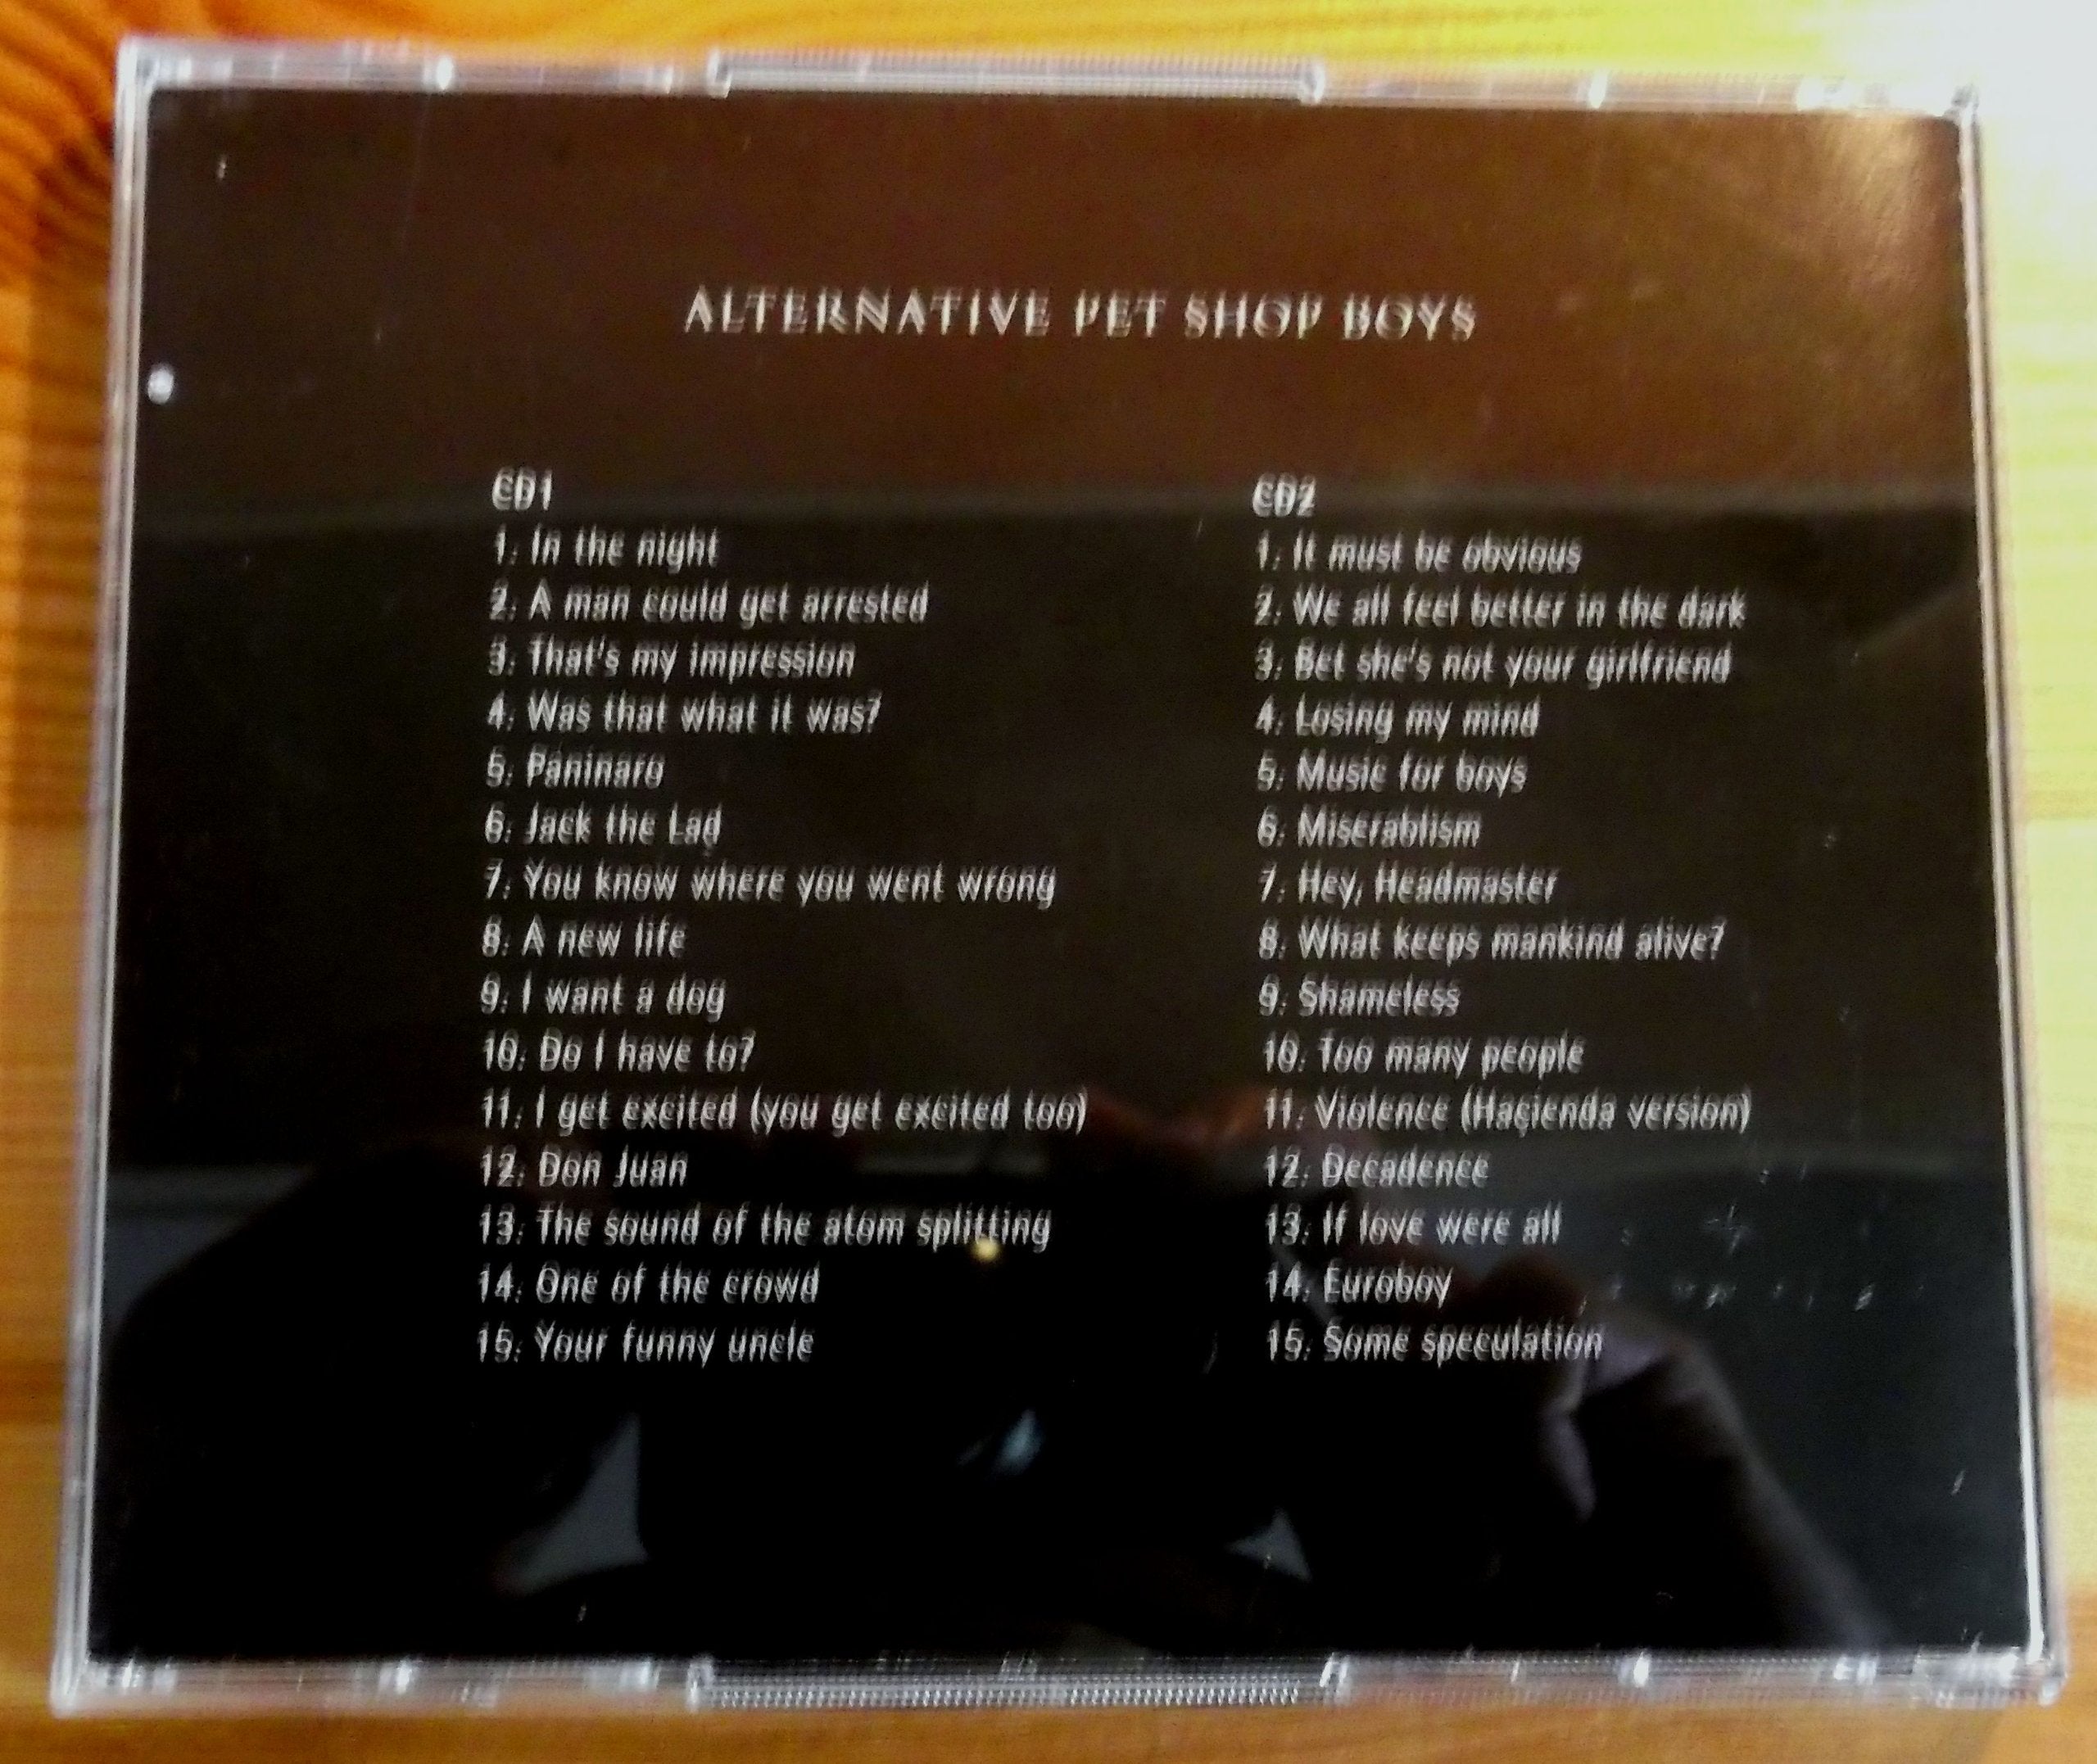 ALTERNATIVE PET SHOP BOYS
CD1
1. In the night
2. A man could get arrested
3. That's my impression
4. Was that what it was?
5. Paninaro
6. Jack the Lad
7. You know where you went wrong
8. A new life
9. I want a dog
10. Do I have to?
11. I get excited (you get excited too)
12. Don Juan
13. The sound of the atom splitting
14. One of the crowd
15. Your funny uncle
CD2
1. It must be obvious
2. We all feel better in the dark
3. Bet she's not your girlfriend
4. Losing my mind
5. Music for boys
6. Miserablism
7. Hey, Headmaster
8. What keeps mankind alive?
9. Shameless
10. Too many people
11. Violence (Haçienda version)
12. Decadence
13. If love were all
14. Euroboy
15. Some speculation